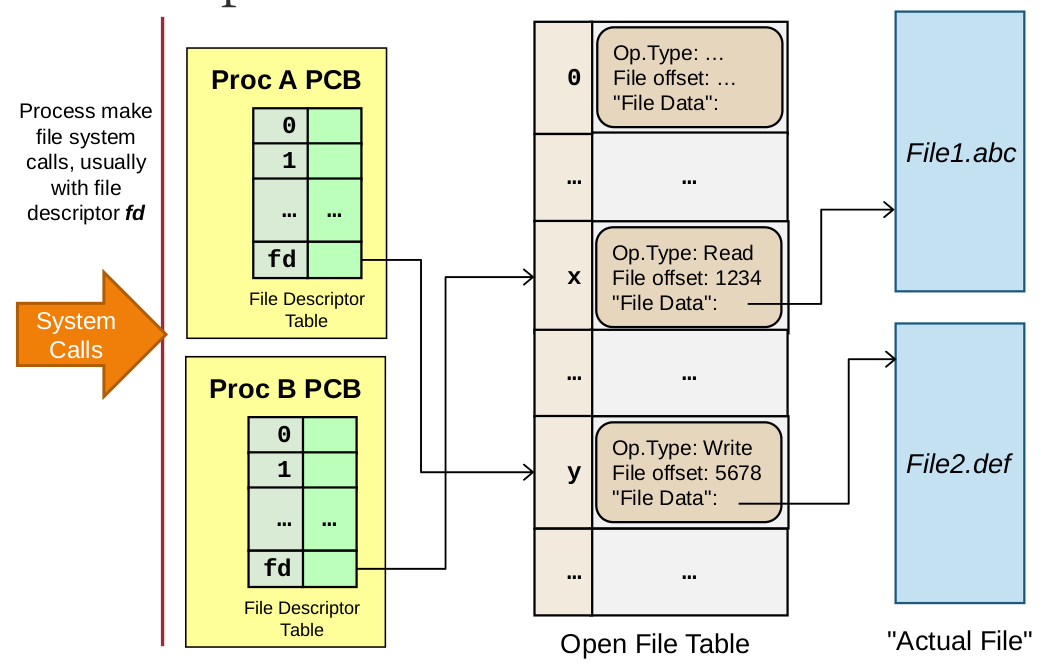 Process make
file system
calls, usually
with file
descriptor fd
System
Calls
Proc A PCB
0
1
… …
fd
File Descriptor
Table
Proc B PCB
0
1
… …
fd
File Descriptor
Table
0
Op.Type: …
File offset: …
"File Data":
… …
x
Op.Type: Read
File offset: 1234
"File Data":
… …
y
Op.Type: Write
File offset: 5678
"File Data":
… …
Open File Table
File1.abc
File2.def
"Actual File"